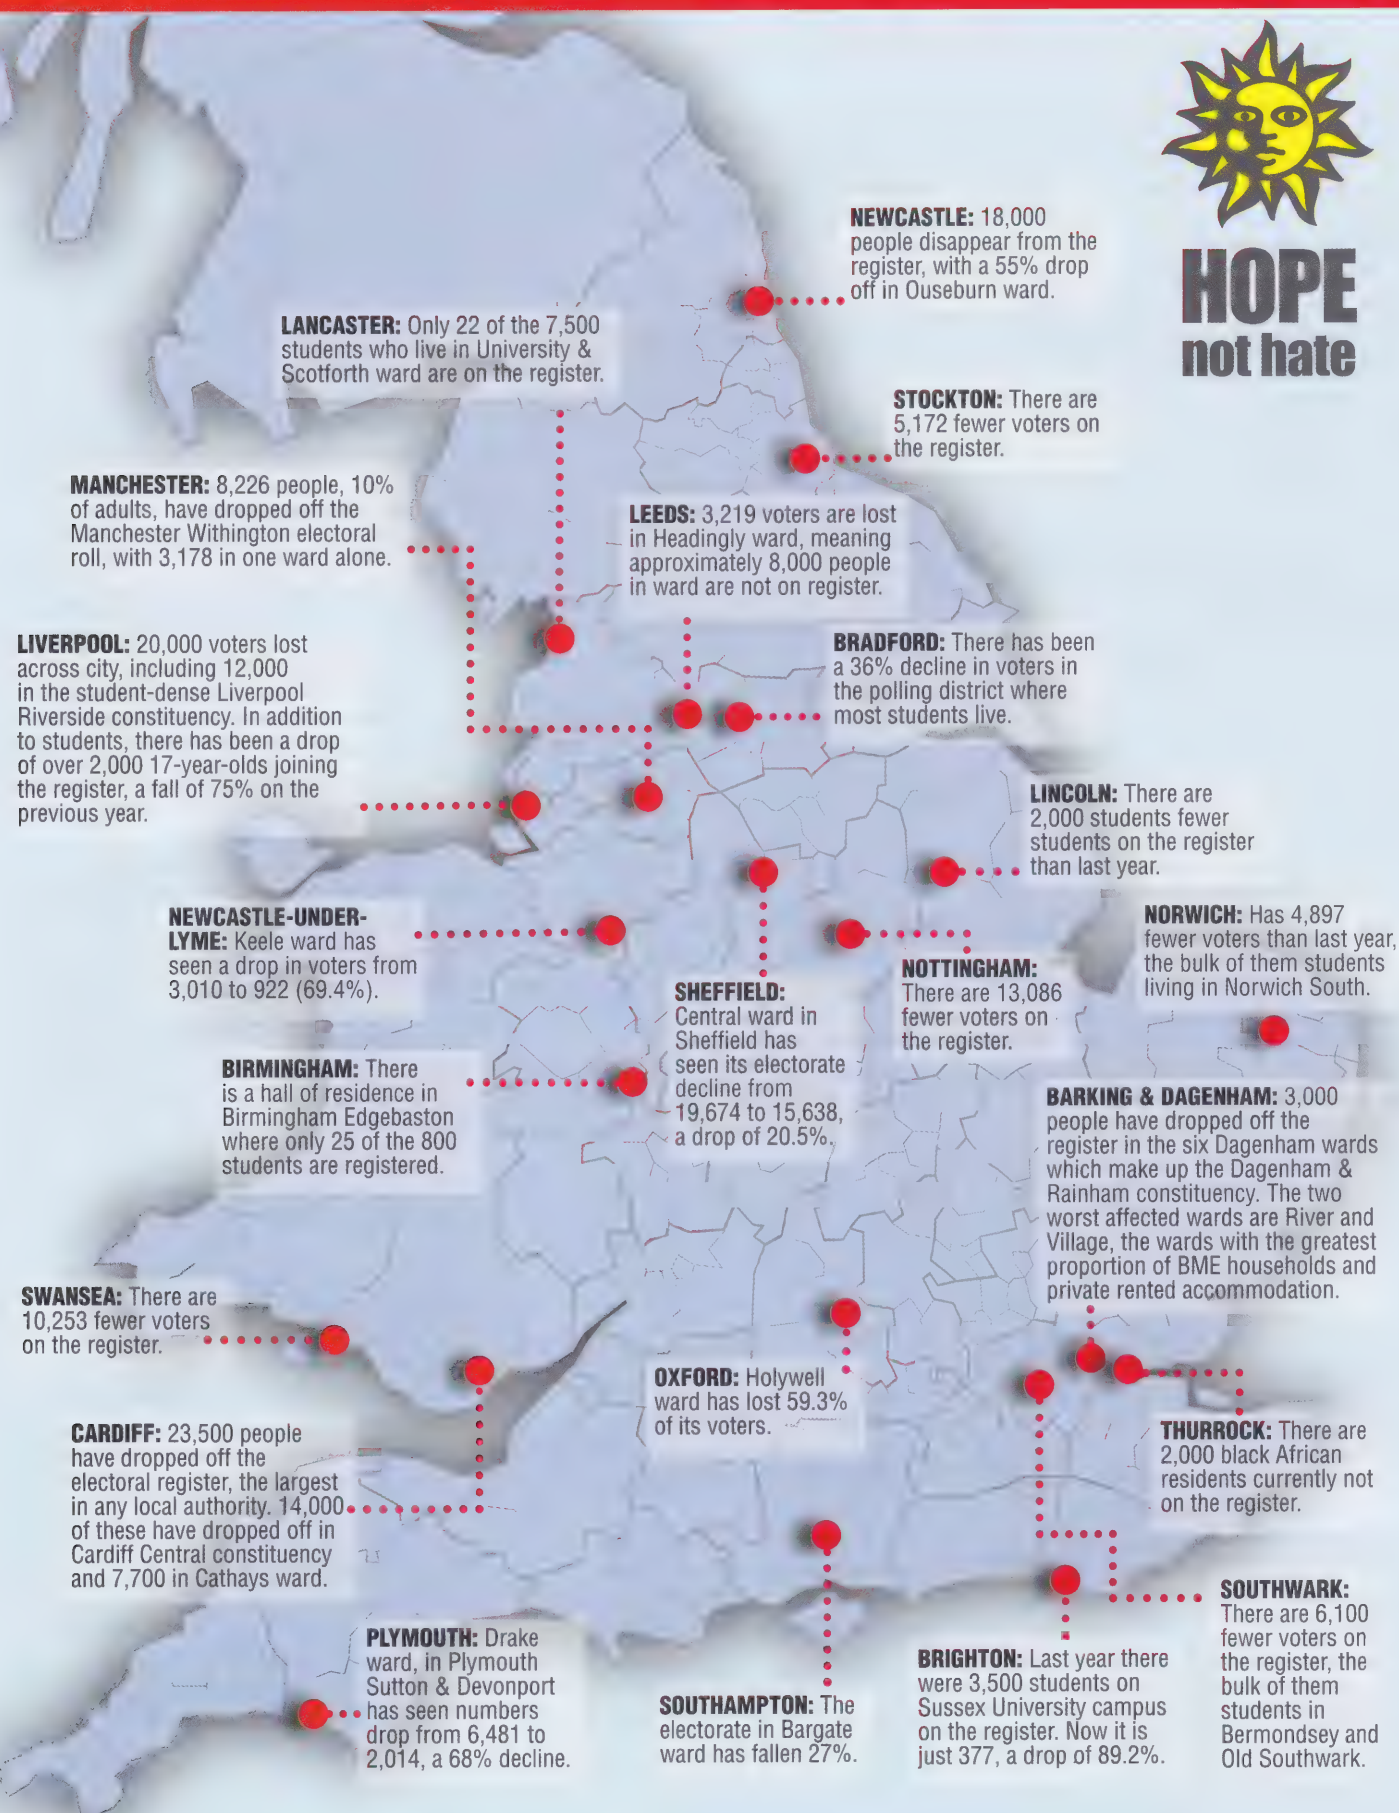 HOPE
not hate
NEWCASTLE: 18,000
people disappear from the
register, with a 55% drop
off in Ouseburn ward.
LANCASTER: Only 22 of the 7,500
students who live in University &
Scotforth ward are on the register.
STOCKTON: There are
5,172 fewer voters on
the register.
MANCHESTER: 8,226 people, 10%
of adults, have dropped off the
Manchester Withington electoral
roll, with 3,178 in one ward alone.
LEEDS: 3,219 voters are lost
in Headingly ward, meaning
approximately 8,000 people
in ward are not on register.
LIVERPOOL: 20,000 voters lost
across city, including 12,000
in the student-dense Liverpool
Riverside constituency. In addition
to students, there has been a drop
of over 2,000 17-year-olds joining
the register, a fall of 75% on the
previous year.
BRADFORD: There has been
a 36% decline in voters in
the polling district where
most students live.
LINCOLN: There are
2,000 students fewer
students on the register
than last year.
NEWCASTLE-UNDER-
LYME: Keele ward has
seen a drop in voters from
3,010 to 922 (69.4%).
NORWICH: Has 4,897
fewer voters than last year,
the bulk of them students
living in Norwich South.
NOTTINGHAM:
There are 13,086
fewer voters on
the register.
SHEFFIELD:
Central ward in
Sheffield has
seen its electorate
decline from
19,674 to 15,638,
a drop of 20.5%.
BIRMINGHAM: There
is a hall of residence in
Birmingham Edgebaston
where only 25 of the 800
students are registered.
BARKING & DAGENHAM: 3,000
people have dropped off the
register in the six Dagenham wards
which make up the Dagenham &
Rainham constituency. The two
worst affected wards are River and
Village, the wards with the greatest
proportion of BME households and
private rented accommodation.
SWANSEA: There are
10,253 fewer voters
on the register.
OXFORD: Holywell
ward has lost 59.3%
of its voters.
CARDIFF: 23,500 people
have dropped off the
electoral register, the largest
in any local authority. 14,000
of these have dropped off in
Cardiff Central constituency
and 7,700 in Cathays ward.
THURROCK: There are
2,000 black African
residents currently not
on the register.
SOUTHWARK:
There are 6,100
fewer voters on
the register, the
bulk of them
students in
Bermondsey and
Old Southwark.
PLYMOUTH: Drake
ward, in Plymouth
Sutton & Devonport
has seen numbers
drop from 6,481 to
2,014, a 68% decline.
SOUTHAMPTON: The
electorate in Bargate
ward has fallen 27%.
BRIGHTON: Last year there
were 3,500 students on
Sussex University campus
on the register. Now it is
just 377, a drop of 89.2%.